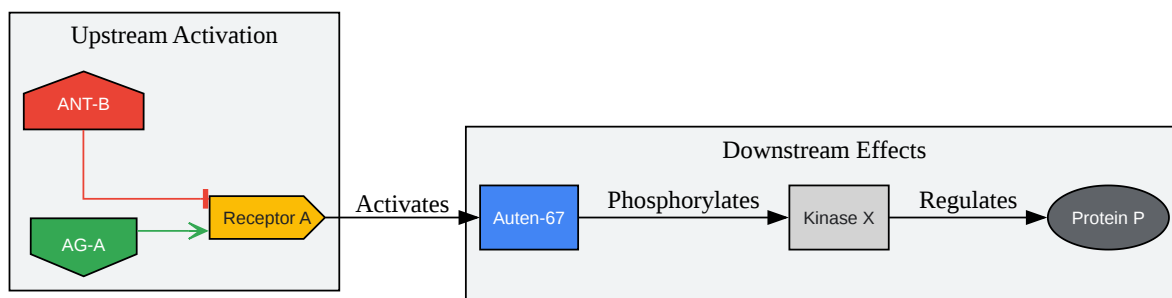 Upstream Activation
ANT-B
Receptor A
AG-A
Activates
Downstream Effects
Auten-67
Phosphorylates
Kinase X
Regulates
Protein P